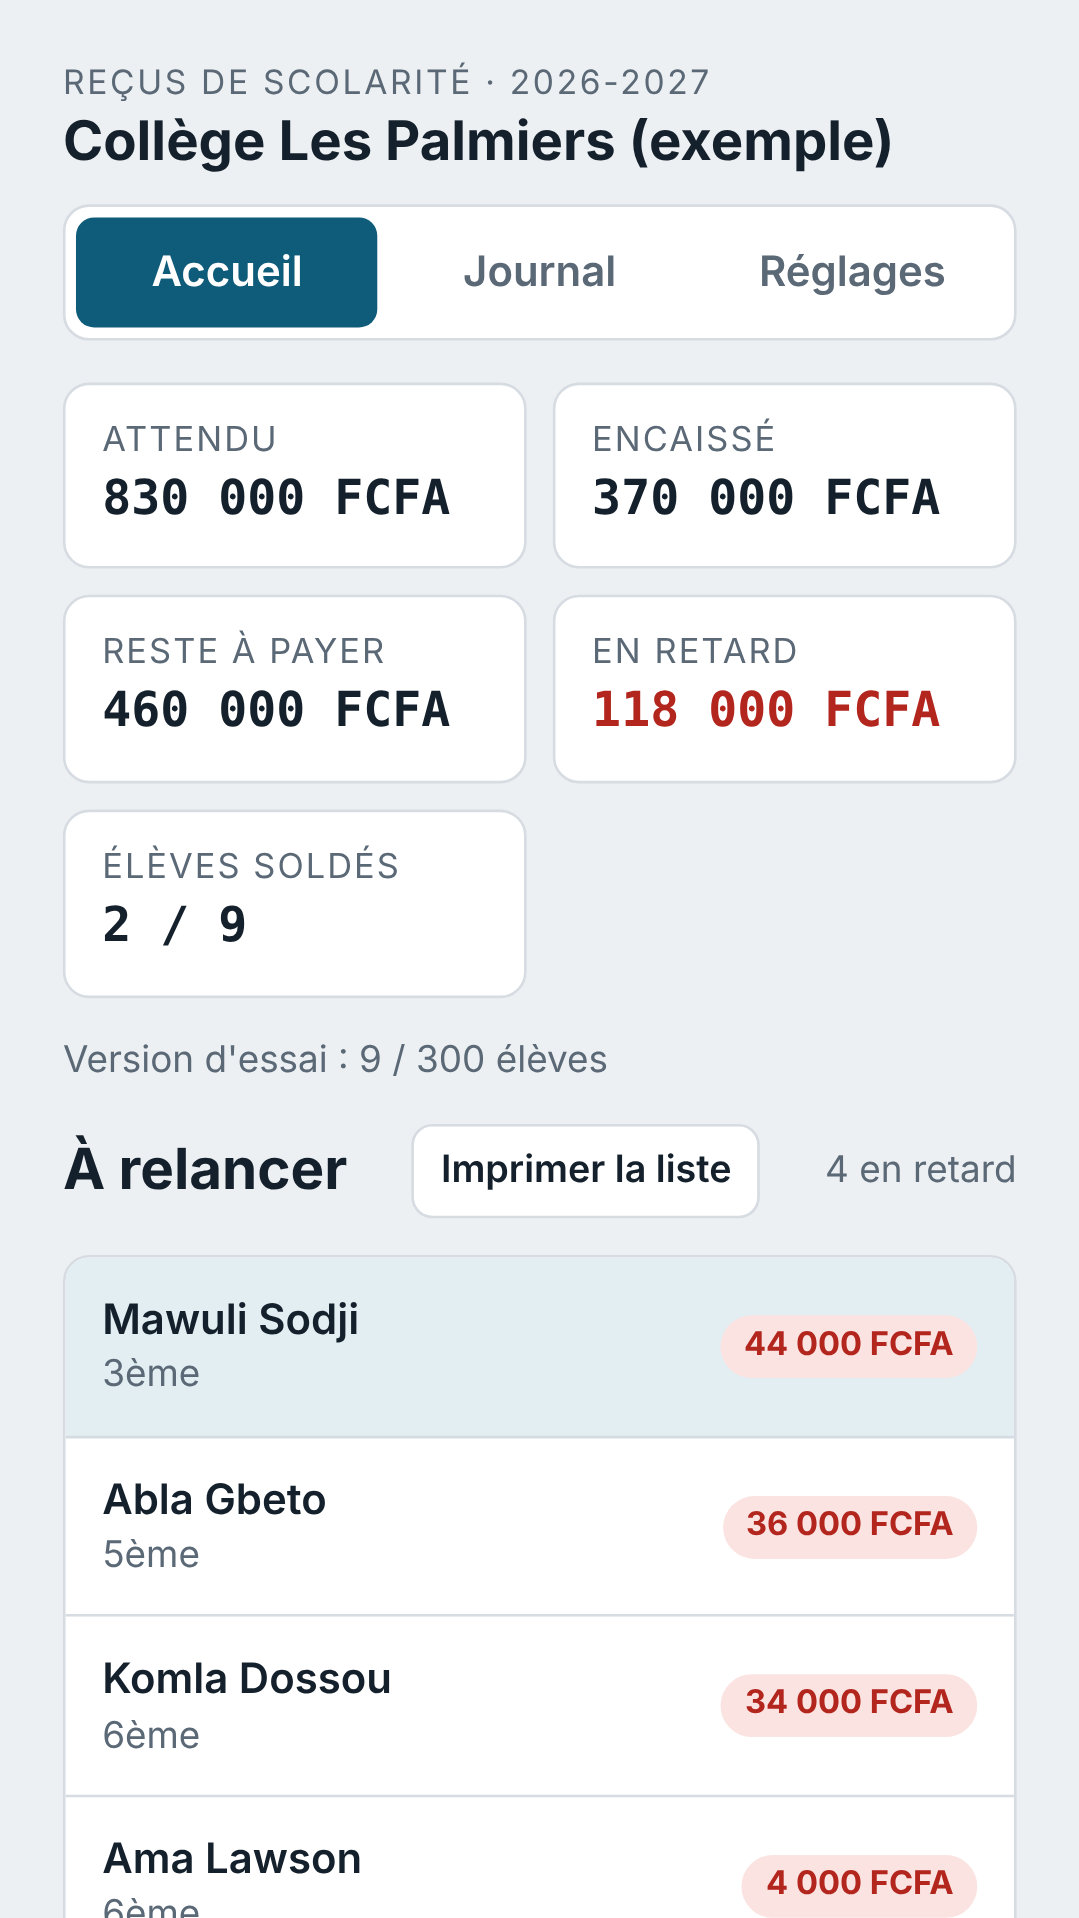 REÇUS DE SCOLARITÉ · 2026-2027
Collège Les Palmiers (exemple)
Accueil Journal Réglages
ATTENDU ENCAISSÉ
830 000 FCFA 370 000 FCFA
RESTE À PAYER EN RETARD
460 000 FCFA 118 000 FCFA
ÉLÈVES SOLDÉS
2 / 9
Version d'essai : 9 / 300 élèves
À relancer Imprimer la liste 4 en retard
Mawuli Sodji
3ème
44 000 FCFA
Abla Gbeto
5ème
36 000 FCFA
Komla Dossou
6ème
34 000 FCFA
Ama Lawson
6ème
4 000 FCFA